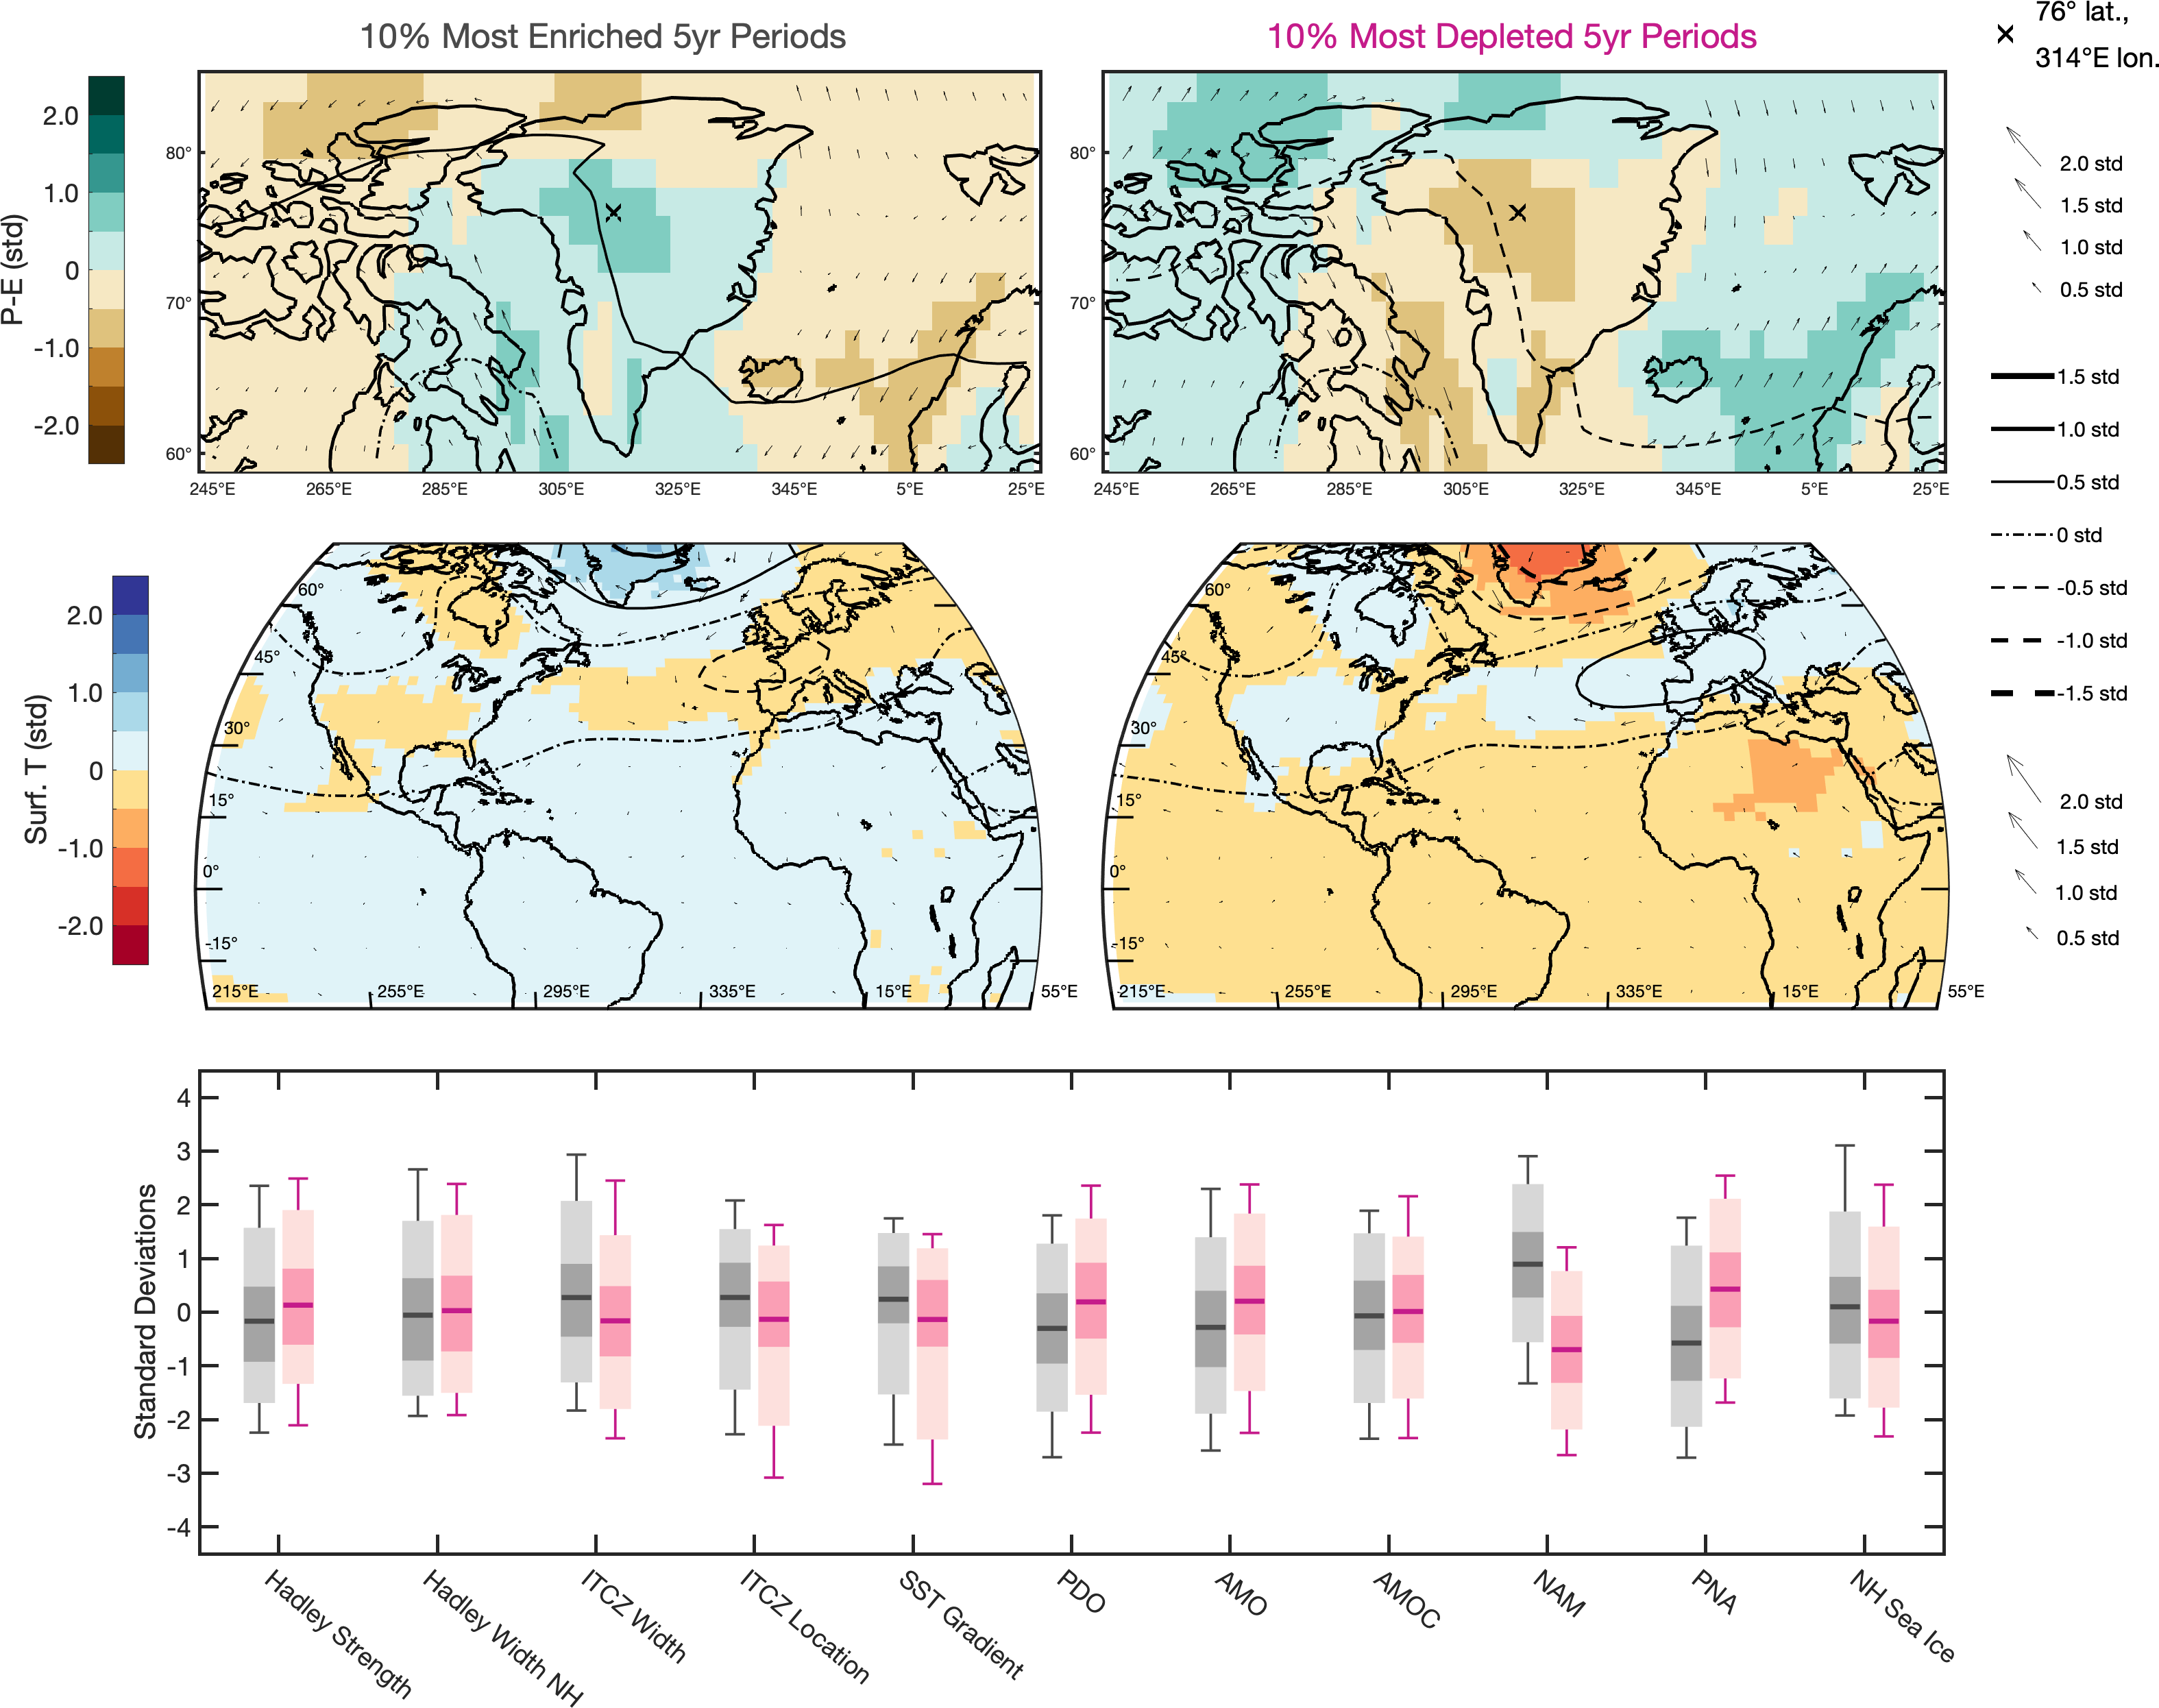 10% Most Enriched 5yr Periods
10% Most Depleted 5yr Periods
76° lat.,
314°E lon.
P-E (std)
2.0
1.0
0
-1.0
-2.0
80°
70°
60°
245°E 265°E 285°E 305°E 325°E 345°E 5°E 25°E
80°
70°
60°
245°E 265°E 285°E 305°E 325°E 345°E 5°E 25°E
2.0 std
1.5 std
1.0 std
0.5 std
1.5 std
1.0 std
0.5 std
0 std
-0.5 std
-1.0 std
-1.5 std
2.0 std
1.5 std
1.0 std
0.5 std
Surf. T (std)
2.0
1.0
0
-1.0
-2.0
60°
45°
30°
15°
0°
-15°
215°E 255°E 295°E 335°E 15°E 55°E
60°
45°
30°
15°
0°
-15°
215°E 255°E 295°E 335°E 15°E 55°E
Standard Deviations
4
3
2
1
0
-1
-2
-3
-4
Hadley Strength
Hadley Width NH
ITCZ Width
ITCZ Location
SST Gradient
PDO
AMO
AMOC
NAM
PNA
NH Sea Ice